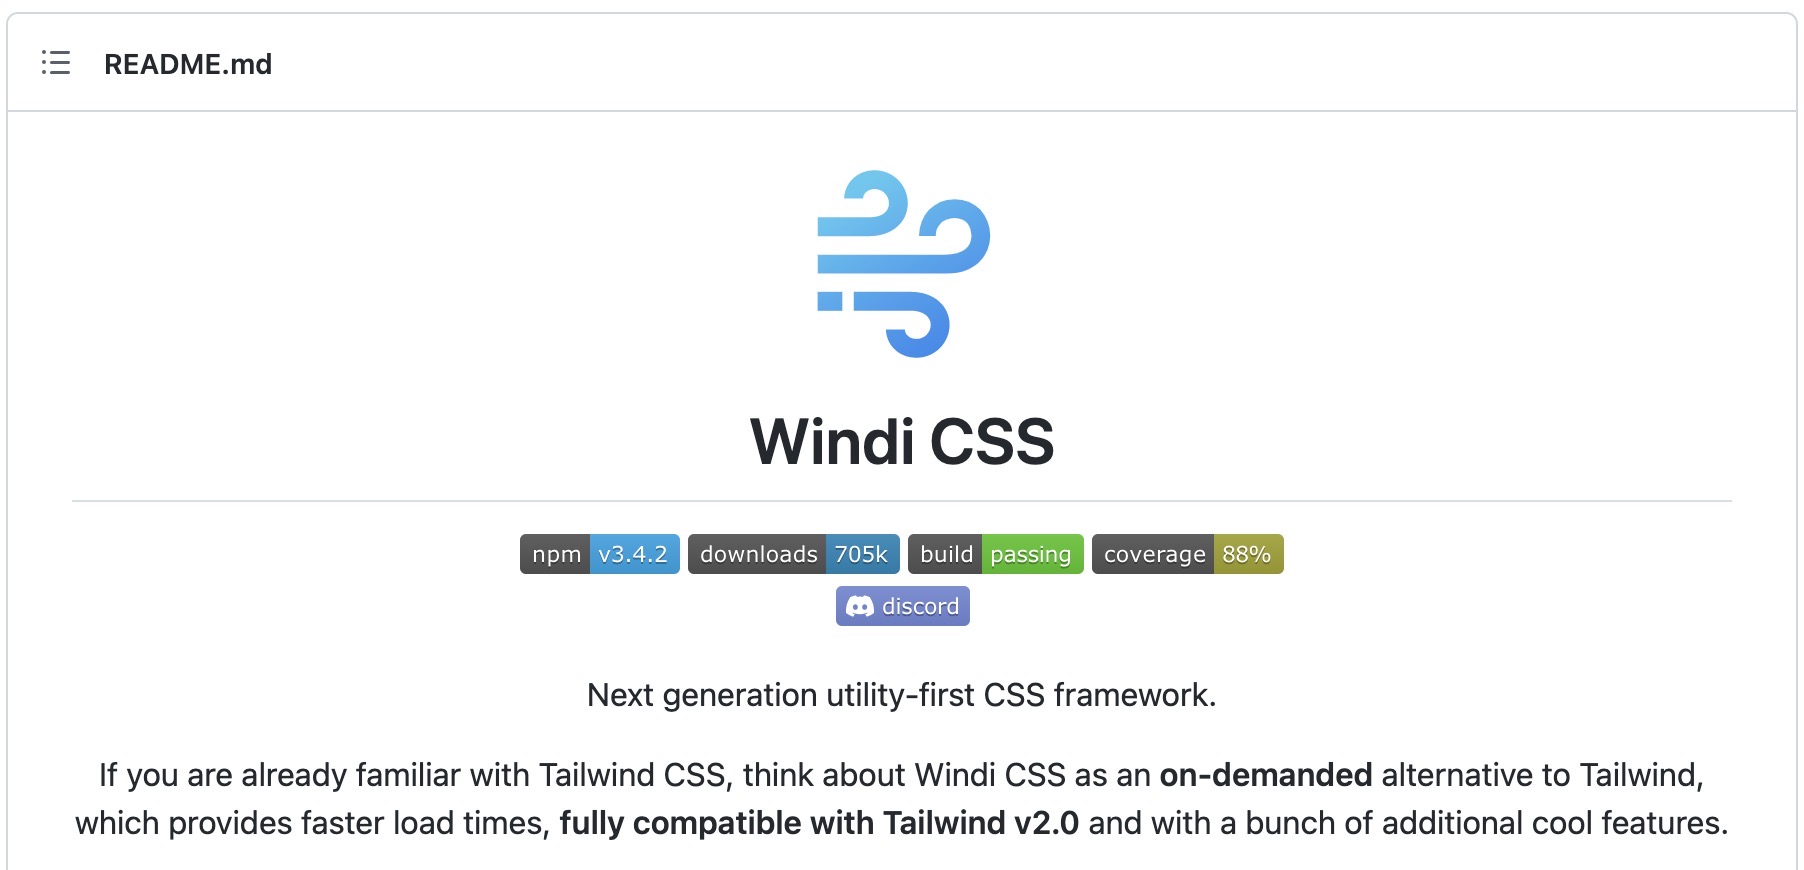 README.md
Windi CSS
npm v3.4.2 downloads 705k build passing coverage 88%
discord
Next generation utility-first CSS framework.
If you are already familiar with Tailwind CSS, think about Windi CSS as an on-demanded alternative to Tailwind,
which provides faster load times, fully compatible with Tailwind v2.0 and with a bunch of additional cool features.